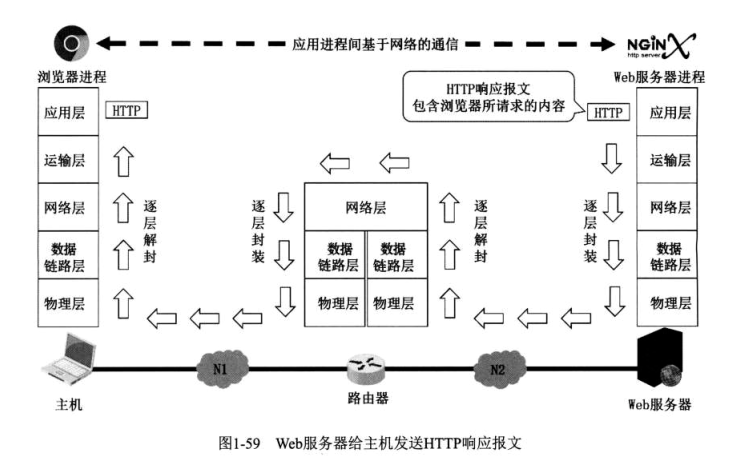 应用进程间基于网络的通信
NGiNX
http server
浏览器进程
Web服务器进程
HTTP响应报文
包含浏览器所请求的内容
应用层
HTTP
HTTP
应用层
运输层
运输层
网络层
逐层解封
逐层封装
网络层
逐层解封
逐层封装
网络层
数据
链路层
数据
链路层
数据
链路层
数据
链路层
物理层
物理层
物理层
物理层
N1
N2
主机
路由器
Web服务器
图1-59 Web服务器给主机发送HTTP响应报文